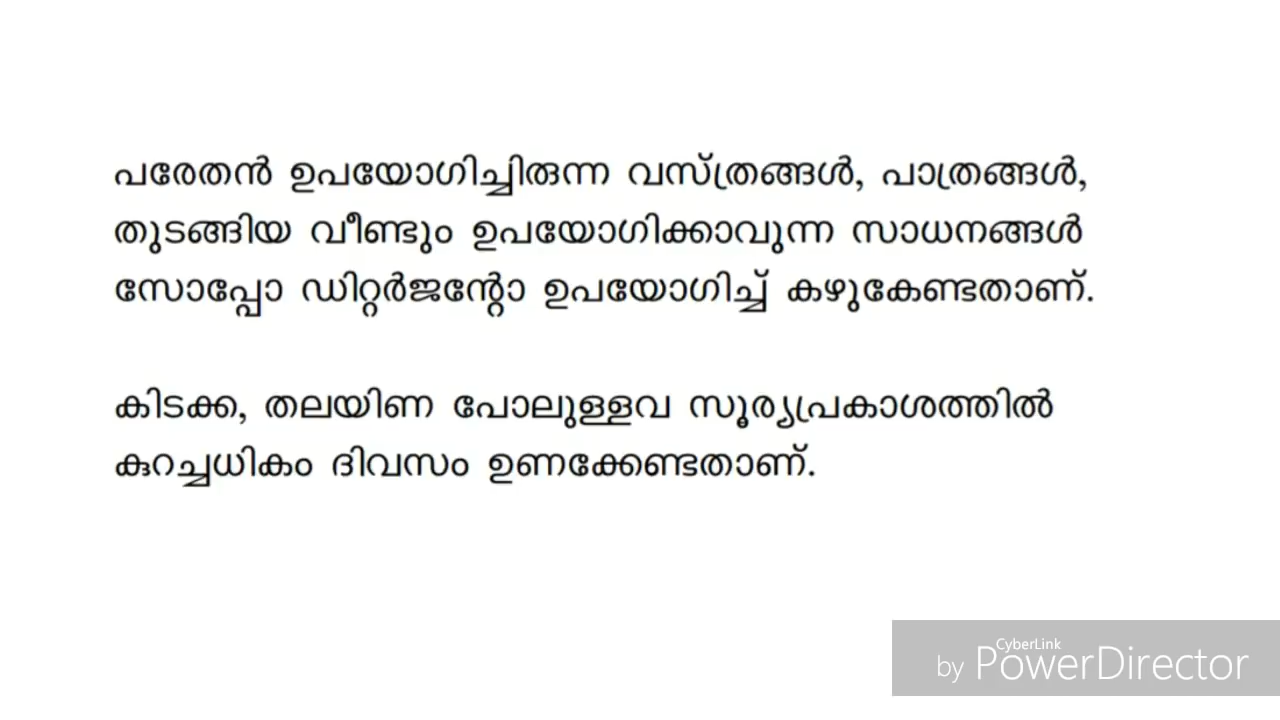 പരേതൻ ഉപയോഗിച്ചിരുന്ന വസ്ത്രങ്ങൾ, പാത്രങ്ങൾ,
തുടങ്ങിയ വീണ്ടും ഉപയോഗിക്കാവുന്ന സാധനങ്ങൾ
സോപ്പോ ഡിറ്റർജന്റോ ഉപയോഗിച്ച് കഴുകേണ്ടതാണ്.
കിടക്ക, തലയിണ പോലുള്ളവ സൂര്യപ്രകാശത്തിൽ
കുറച്ചധികം ദിവസം ഉണക്കേണ്ടതാണ്.
CyberLink
by PowerDirector